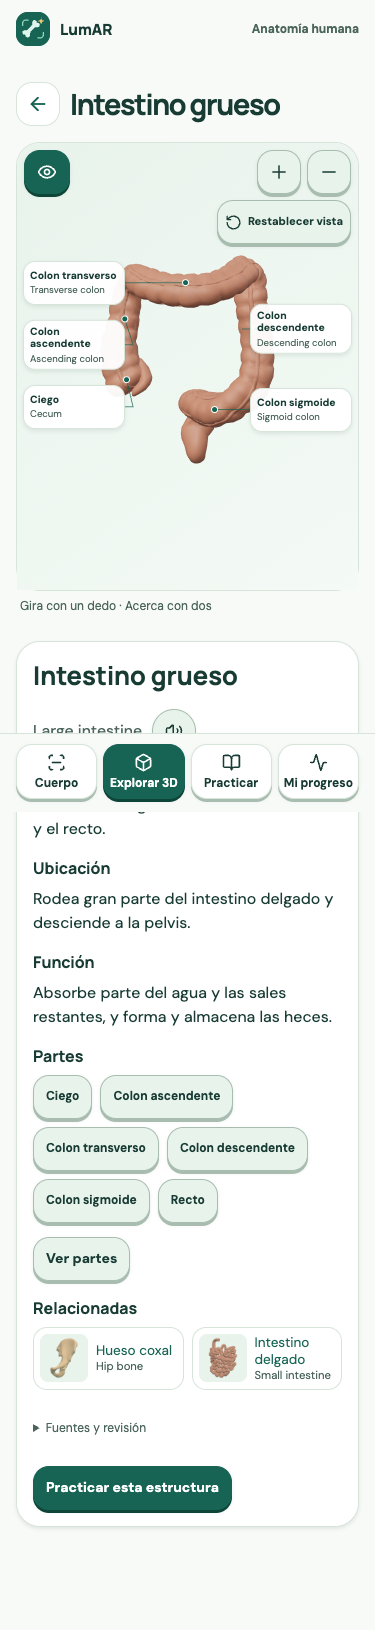 LumAR
Anatomía humana
Intestino grueso
Restablecer vista
Colon transverso
Transverse colon
Colon
ascendente
Ascending colon
Ciego
Cecum
Colon
descendente
Descending colon
Colon sigmoide
Sigmoid colon
Gira con un dedo · Acerca con dos
Intestino grueso
Large intestine
Cuerpo
Explorar 3D
Practicar
Mi progreso
y el recto.
Ubicación
Rodea gran parte del intestino delgado y
desciende a la pelvis.
Función
Absorbe parte del agua y las sales
restantes, y forma y almacena las heces.
Partes
Ciego
Colon ascendente
Colon transverso
Colon descendente
Colon sigmoide
Recto
Ver partes
Relacionadas
Hueso coxal
Hip bone
Intestino
delgado
Small intestine
Fuentes y revisión
Practicar esta estructura